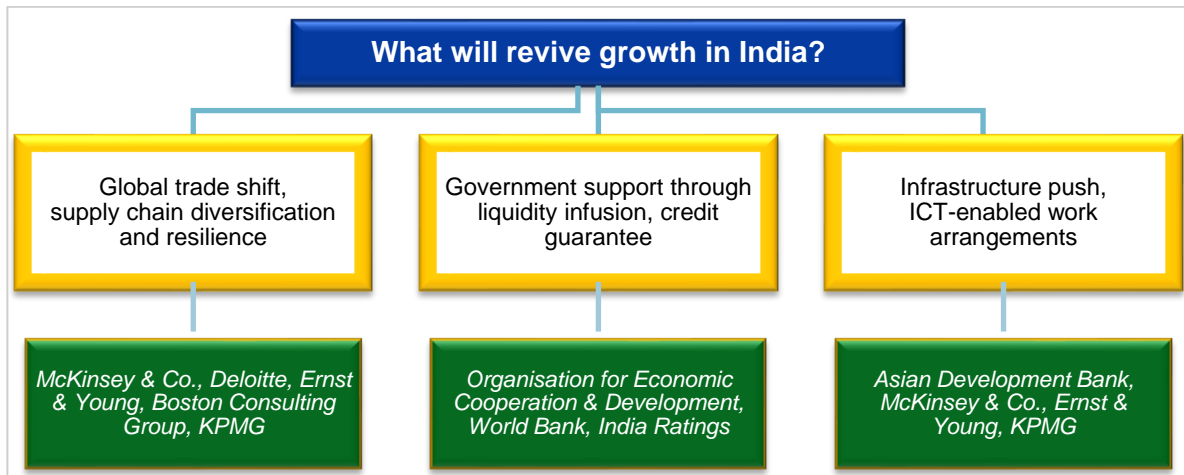 What will revive growth in India?
Global trade shift,
supply chain diversification
and resilience
Government support through
liquidity infusion, credit
guarantee
Infrastructure push,
ICT-enabled work
arrangements
McKinsey & Co., Deloitte, Ernst
& Young, Boston Consulting
Group, KPMG
Organisation for Economic
Cooperation & Development,
World Bank, India Ratings
Asian Development Bank,
McKinsey & Co., Ernst &
Young, KPMG